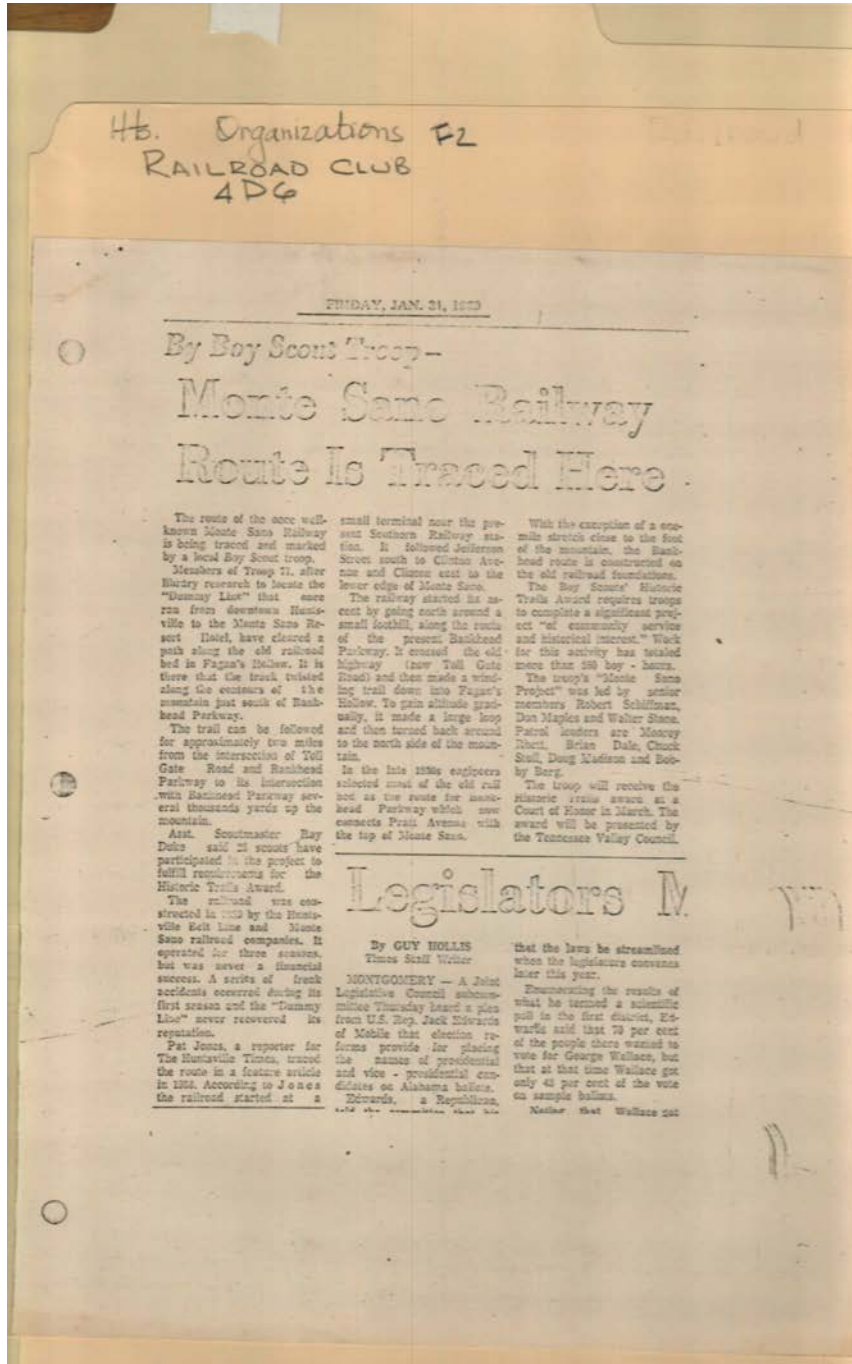 Hb. Organizations F2
RAILROAD CLUB
4D6
FRIDAY, JAN. 31,
By Boy Scout Troop—
Monte Sano Railway
Route Is Traced Here
The route of the once well-
known Monte Sano Railway
is being traced and marked
by a local Boy Scout troop.
Members of Troop 71, after
library research to locate the
"Dummy Line" that once
ran from downtown Hunts-
ville to the Monte Sano Re-
sort Hotel, have cleared a
path along the old railroad
bed in Fagan's Hollow. It is
there that the track twisted
along the contours of the
mountain just south of Bank-
head Parkway.
The trail can be followed
for approximately two miles
from the intersection of Toll
Gate Road and Bankhead
Parkway to its intersection
with Bankhead Parkway sev-
eral thousands yards up the
mountain.
Asst. Scoutmaster Ray
Duke said 25 scouts have
participated in the project to
fulfill requirements for the
Historic Trails Award.
The railroad was con-
structed in by the Hunts-
ville Belt Line and Monte
Sano railroad companies. It
operated for three seasons,
but was never a financial
success. A series of freak
accidents occurred during its
first season and the "Dummy
Line" never recovered its
reputation.
Pat Jones, a reporter for
The Huntsville Times, traced
the route in a feature article
in According to Jones
the railroad started at a
small terminal near the pre-
sent Southern Railway sta-
tion. It followed Jefferson
Street south to Clinton Ave-
nue and Clinton east to the
lower edge of Monte Sano.
The railway started its as-
cent by going north around a
small foothill, along the route
of the present Bankhead
Parkway. It crossed the old
highway (now Toll Gate
Road) and then made a wind-
ing trail down into Fagan's
Hollow. To gain altitude grad-
ually, it made a large loop
and then turned back around
to the north side of the moun-
tain.
In the late 1930s engineers
selected most of the old rail
bed as the route for Bank-
head Parkway which now
connects Pratt Avenue with
the top of Monte Sano.
With the exception of a one-
mile stretch close to the foot
of the mountain, the Bank-
head route is constructed on
the old railroad foundations.
The Boy Scouts' Historic
Trails Award requires troops
to complete a significant proj-
ect "of community service
and historical interest." Work
for this activity has totaled
more than boy - hours.
The troop's "Monte Sano
Project" was led by senior
members Robert Schiffman,
Don Maples and Walter Stone.
Patrol leaders are
Rhett, Brian Dale, Chuck
Stull, Doug Madison and Bob-
by Berg.
The troop will receive the
Historic Trails award at a
Court of Honor in March. The
award will be presented by
the Tennessee Valley Council.
Legislators M
By GUY HOLLIS
Times Staff Writer
MONTGOMERY — A Joint
Legislative Council subcom-
mittee Thursday heard a plea
from U.S. Rep. Jack Edwards
of Mobile that election re-
forms provide for placing
the names of presidential
and vice - presidential can-
didates on Alabama ballots.
Edwards, a Republican,
told the committee that his
that the laws be streamlined
when the legislature convenes
later this year.
Enumerating the results of
what he termed a scientific
poll in the first district, Ed-
wards said that 70 per cent
of the people there wanted to
vote for George Wallace, but
that at that time Wallace got
only 42 per cent of the vote
on sample ballots.
Noting that Wallace got